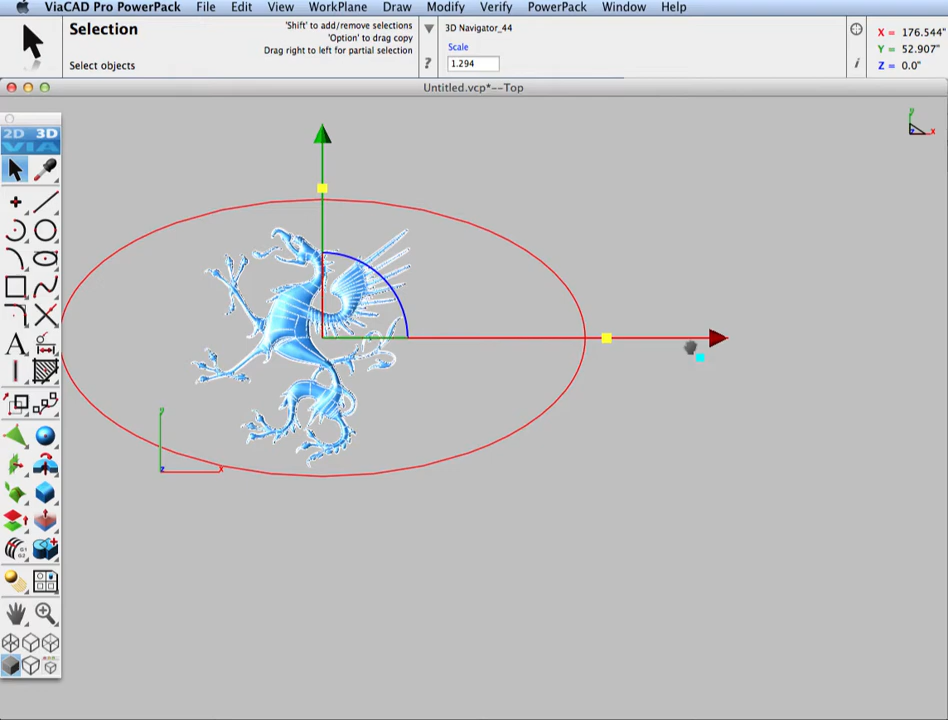 ViaCAD Pro PowerPack File Edit View WorkPlane Draw Modify Verify PowerPack Window Help
Selection
'Shift' to add/remove selections
'Option' to drag copy
Drag right to left for partial selection
Select objects
?
3D Navigator_44
Scale
1.294
i
X = 176.544"
Y = 52.907"
Z = 0.0"
Untitled.vcp*--Top
2D 3D
VIA
A
G1
G2
y
x
z
y
z
x